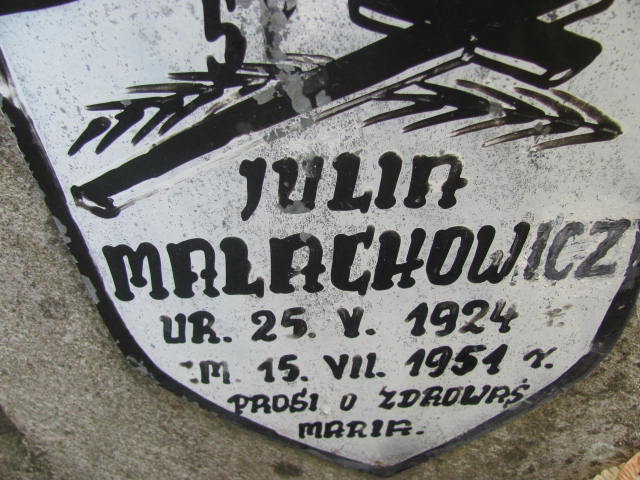 JULIA
MALACHOWICZ
UR. 25. V. 1924
M. 15. VII. 1951 r.
PROSI O ZDROWAŚ
MARIA.